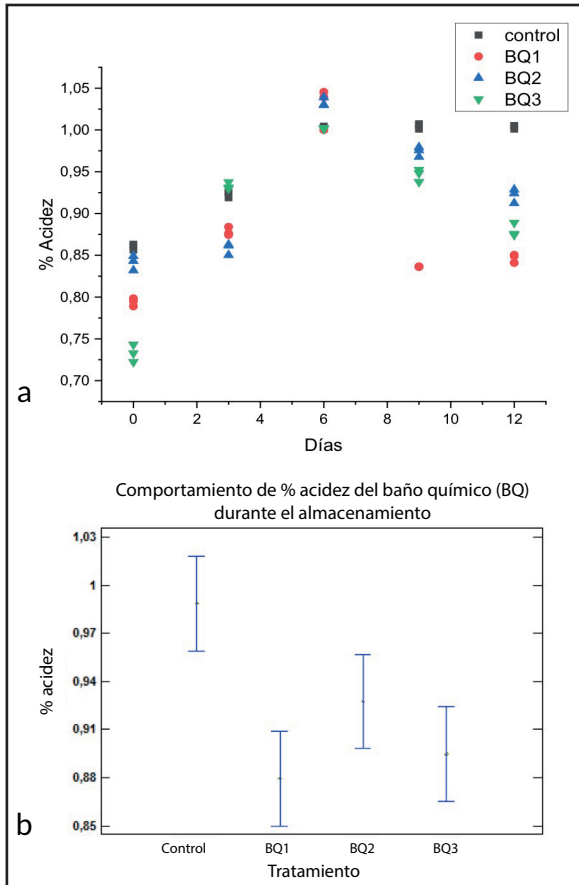 control
BQ1
BQ2
BQ3
1,05
1,00
0,95
0,90
0,85
0,80
0,75
0,70
% Acidez
0 2 4 6 8 10 12
Días
a
Comportamiento de % acidez del baño químico (BQ)
durante el almacenamiento
1,03
1
0,97
0,94
0,91
0,88
0,85
% acidez
Control BQ1 BQ2 BQ3
Tratamiento
b